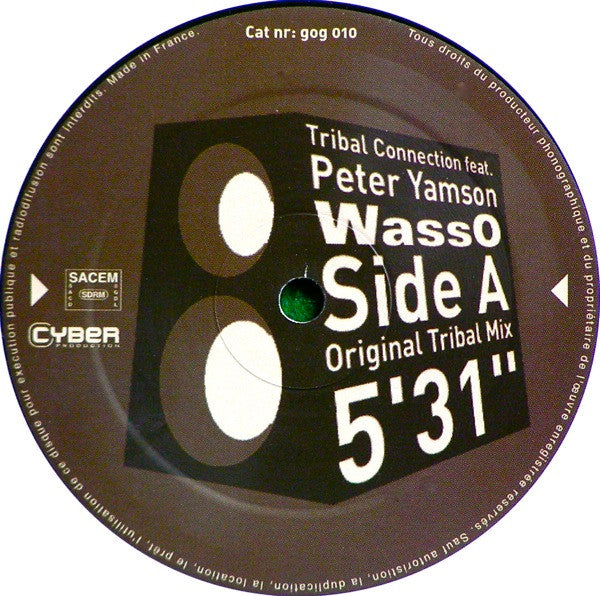 Cat nr: gog 010
Tous droits du producteur phonographique et du propriétaire de l'œuvre enregistrée réservés. Sauf autorisation, la duplication, la location, le prêt, l'utilisation de ce disque pour exécution publique et radiodifusion sont interdits. Made in France.
Tribal Connection feat.
Peter Yamson
WassO
Side A
Original Tribal Mix
5'31"
SACEM
SDRM
CYBER
PRODUCTION